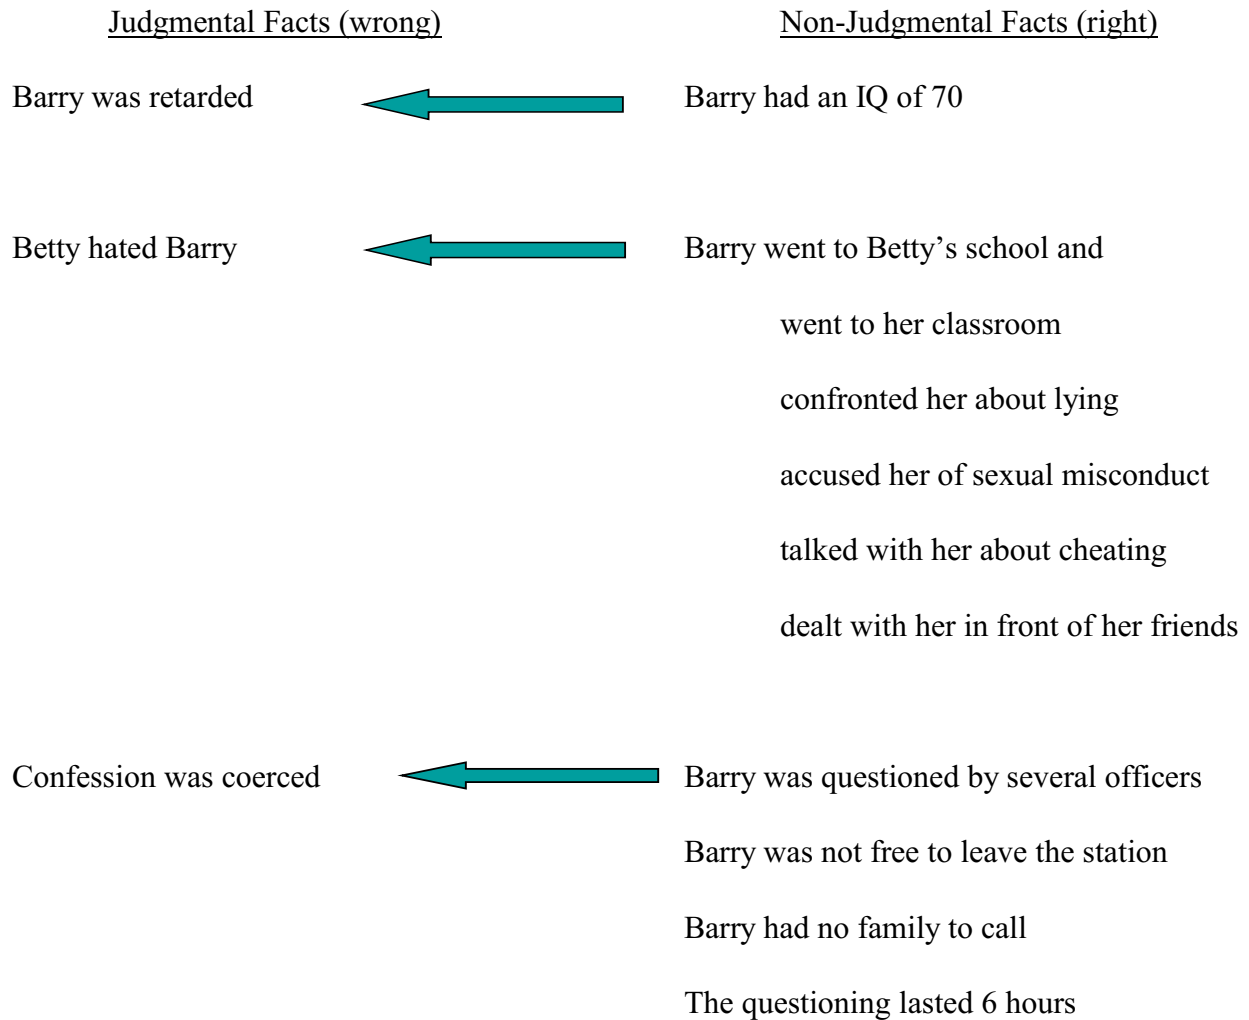 Judgmental Facts (wrong) Non-Judgmental Facts (right)
Barry was retarded Barry had an IQ of 70
Betty hated Barry Barry went to Betty’s school and
went to her classroom
confronted her about lying
accused her of sexual misconduct
talked with her about cheating
dealt with her in front of her friends
Confession was coerced Barry was questioned by several officers
Barry was not free to leave the station
Barry had no family to call
The questioning lasted 6 hours